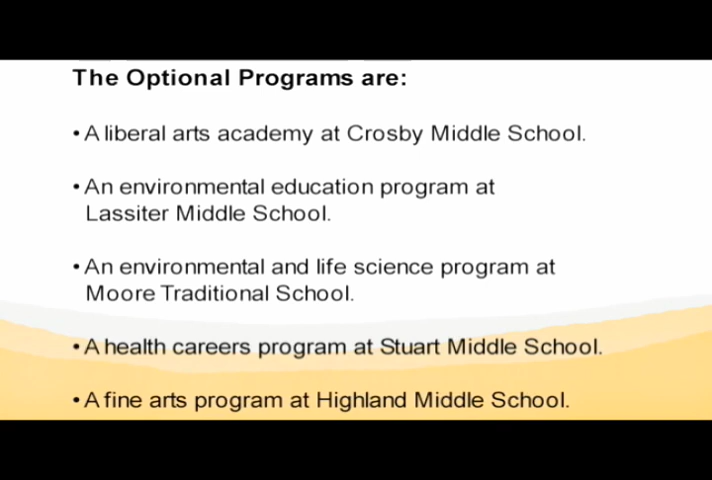 The Optional Programs are:
• A liberal arts academy at Crosby Middle School.
• An environmental education program at
Lassiter Middle School.
• An environmental and life science program at
Moore Traditional School.
• A health careers program at Stuart Middle School.
• A fine arts program at Highland Middle School.